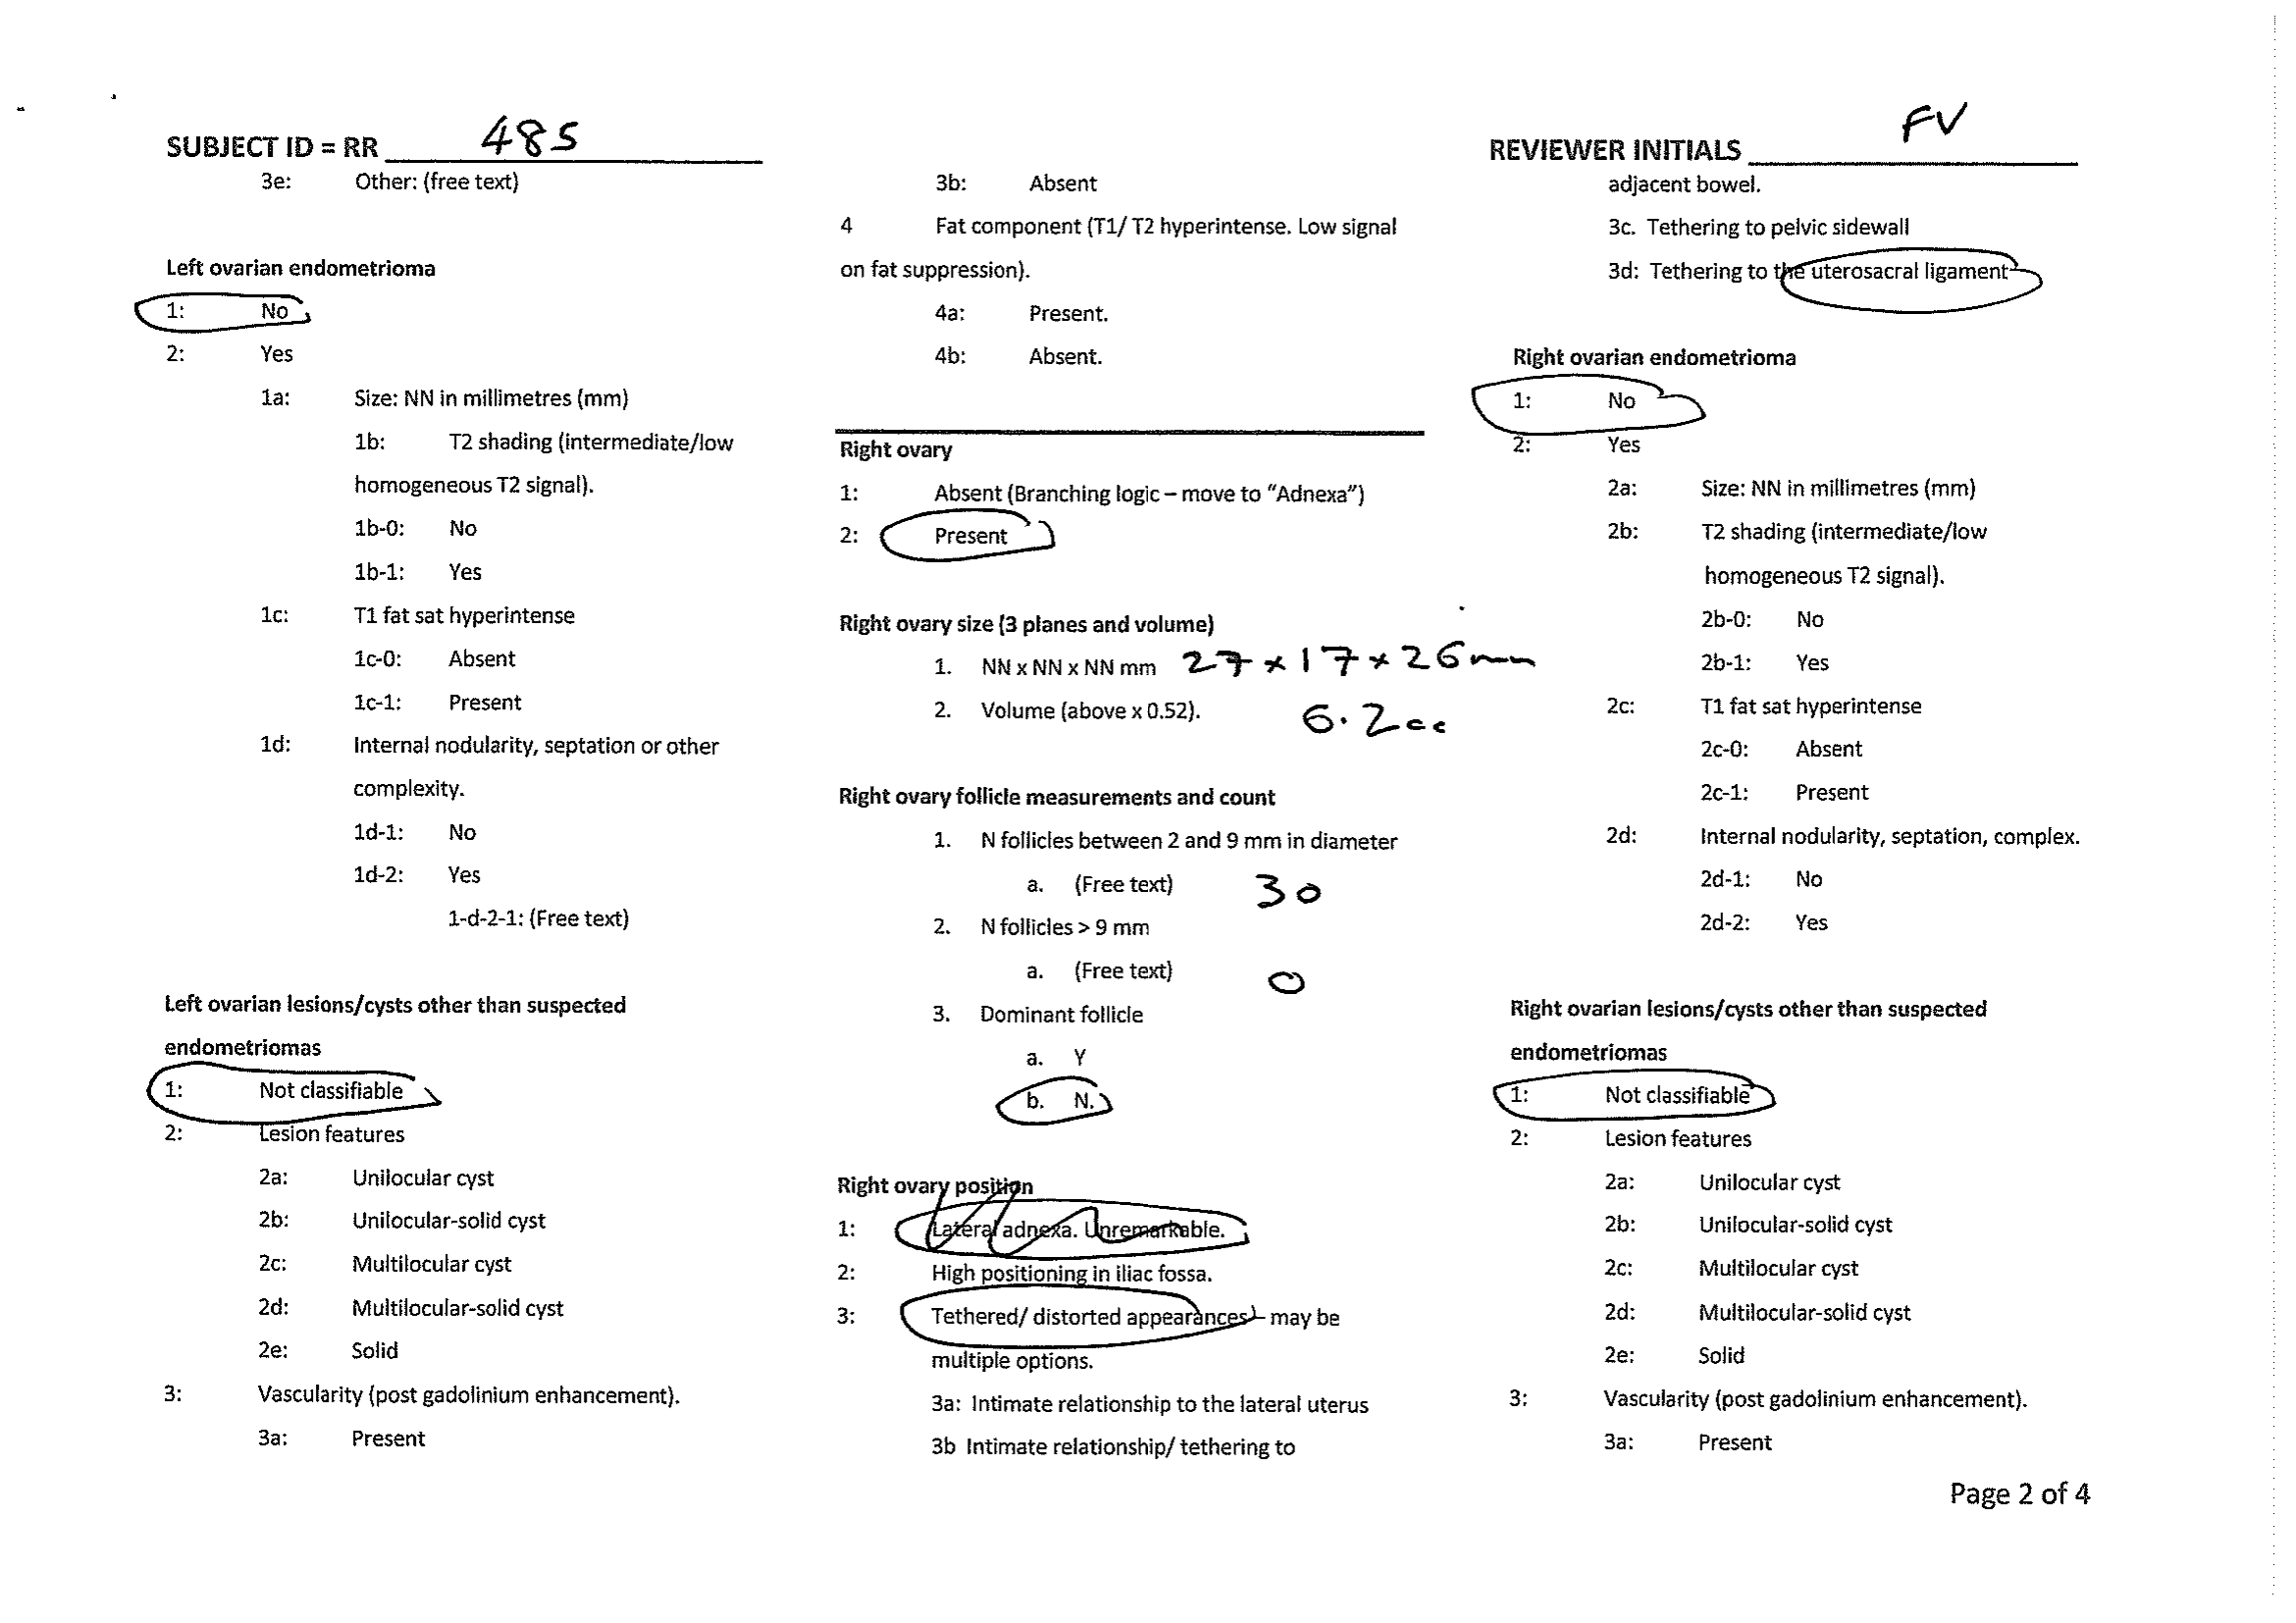 SUBJECT ID = RR 485
3e: Other: (free text)
Left ovarian endometrioma
1: No
2: Yes
1a: Size: NN in millimetres (mm)
1b: T2 shading (intermediate/low
homogeneous T2 signal).
1b-0: No
1b-1: Yes
1c: T1 fat sat hyperintense
1c-0: Absent
1c-1: Present
1d: Internal nodularity, septation or other
complexity.
1d-1: No
1d-2: Yes
1-d-2-1: (Free text)
Left ovarian lesions/cysts other than suspected
endometriomas
1: Not classifiable
2: Lesion features
2a: Unilocular cyst
2b: Unilocular-solid cyst
2c: Multilocular cyst
2d: Multilocular-solid cyst
2e: Solid
3: Vascularity (post gadolinium enhancement).
3a: Present
3b: Absent
4 Fat component (T1/ T2 hyperintense. Low signal
on fat suppression).
4a: Present.
4b: Absent.
Right ovary
1: Absent (Branching logic – move to “Adnexa”)
2: Present
Right ovary size (3 planes and volume)
1. NN x NN x NN mm 27 x 17 x 26mm
2. Volume (above x 0.52). 6.2cc
Right ovary follicle measurements and count
1. N follicles between 2 and 9 mm in diameter
a. (Free text) 30
2. N follicles > 9 mm
a. (Free text) 0
3. Dominant follicle
a. Y
b. N.
Right ovary position
1: Lateral adnexa. Unremarkable.
2: High positioning in iliac fossa.
3: Tethered/ distorted appearances – may be
multiple options.
3a: Intimate relationship to the lateral uterus
3b Intimate relationship/ tethering to
REVIEWER INITIALS FV
adjacent bowel.
3c. Tethering to pelvic sidewall
3d: Tethering to the uterosacral ligament
Right ovarian endometrioma
1: No
2: Yes
2a: Size: NN in millimetres (mm)
2b: T2 shading (intermediate/low
homogeneous T2 signal).
2b-0: No
2b-1: Yes
2c: T1 fat sat hyperintense
2c-0: Absent
2c-1: Present
2d: Internal nodularity, septation, complex.
2d-1: No
2d-2: Yes
Right ovarian lesions/cysts other than suspected
endometriomas
1: Not classifiable
2: Lesion features
2a: Unilocular cyst
2b: Unilocular-solid cyst
2c: Multilocular cyst
2d: Multilocular-solid cyst
2e: Solid
3: Vascularity (post gadolinium enhancement).
3a: Present
Page 2 of 4